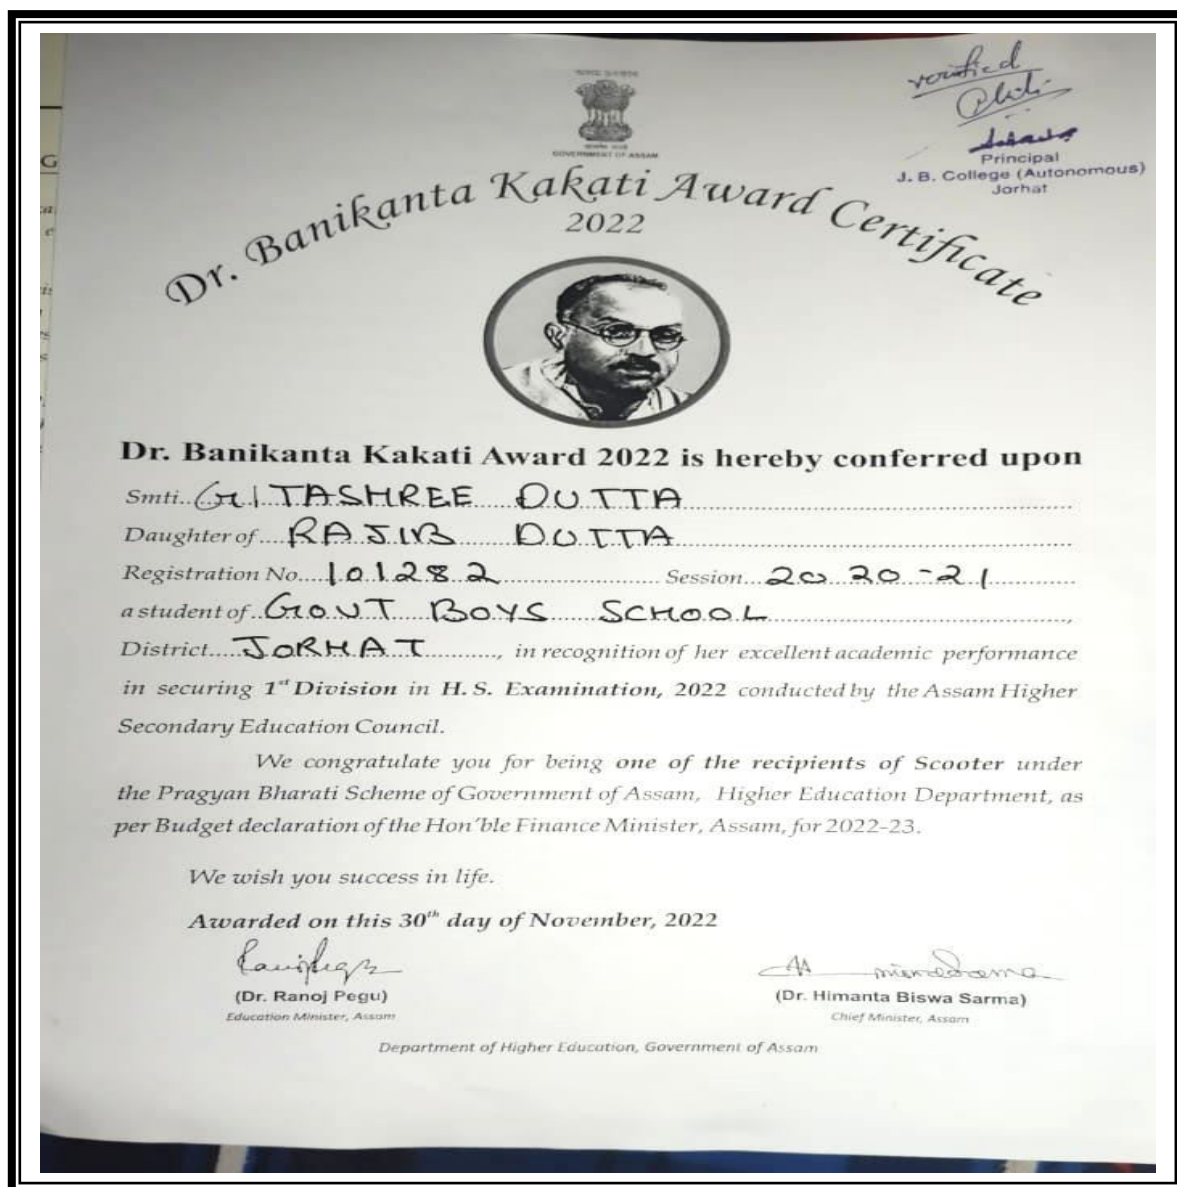 GOVERNMENT OF ASSAM
verified
Principal
J. B. College (Autonomous)
Jorhat
Dr. Banikanta Kakati Award Certificate
2022
Dr. Banikanta Kakati Award 2022 is hereby conferred upon
Smti. GITASHREE DUTTA
Daughter of RAJIB DUTTA
Registration No. 101282 Session 2020-21
a student of GOVT BOYS SCHOOL,
District JORHAT, in recognition of her excellent academic performance
in securing 1st Division in H. S. Examination, 2022 conducted by the Assam Higher
Secondary Education Council.
We congratulate you for being one of the recipients of Scooter under
the Pragyan Bharati Scheme of Government of Assam, Higher Education Department, as
per Budget declaration of the Hon'ble Finance Minister, Assam, for 2022-23.
We wish you success in life.
Awarded on this 30th day of November, 2022
(Dr. Ranoj Pegu) (Dr. Himanta Biswa Sarma)
Education Minister, Assam Chief Minister, Assam
Department of Higher Education, Government of Assam